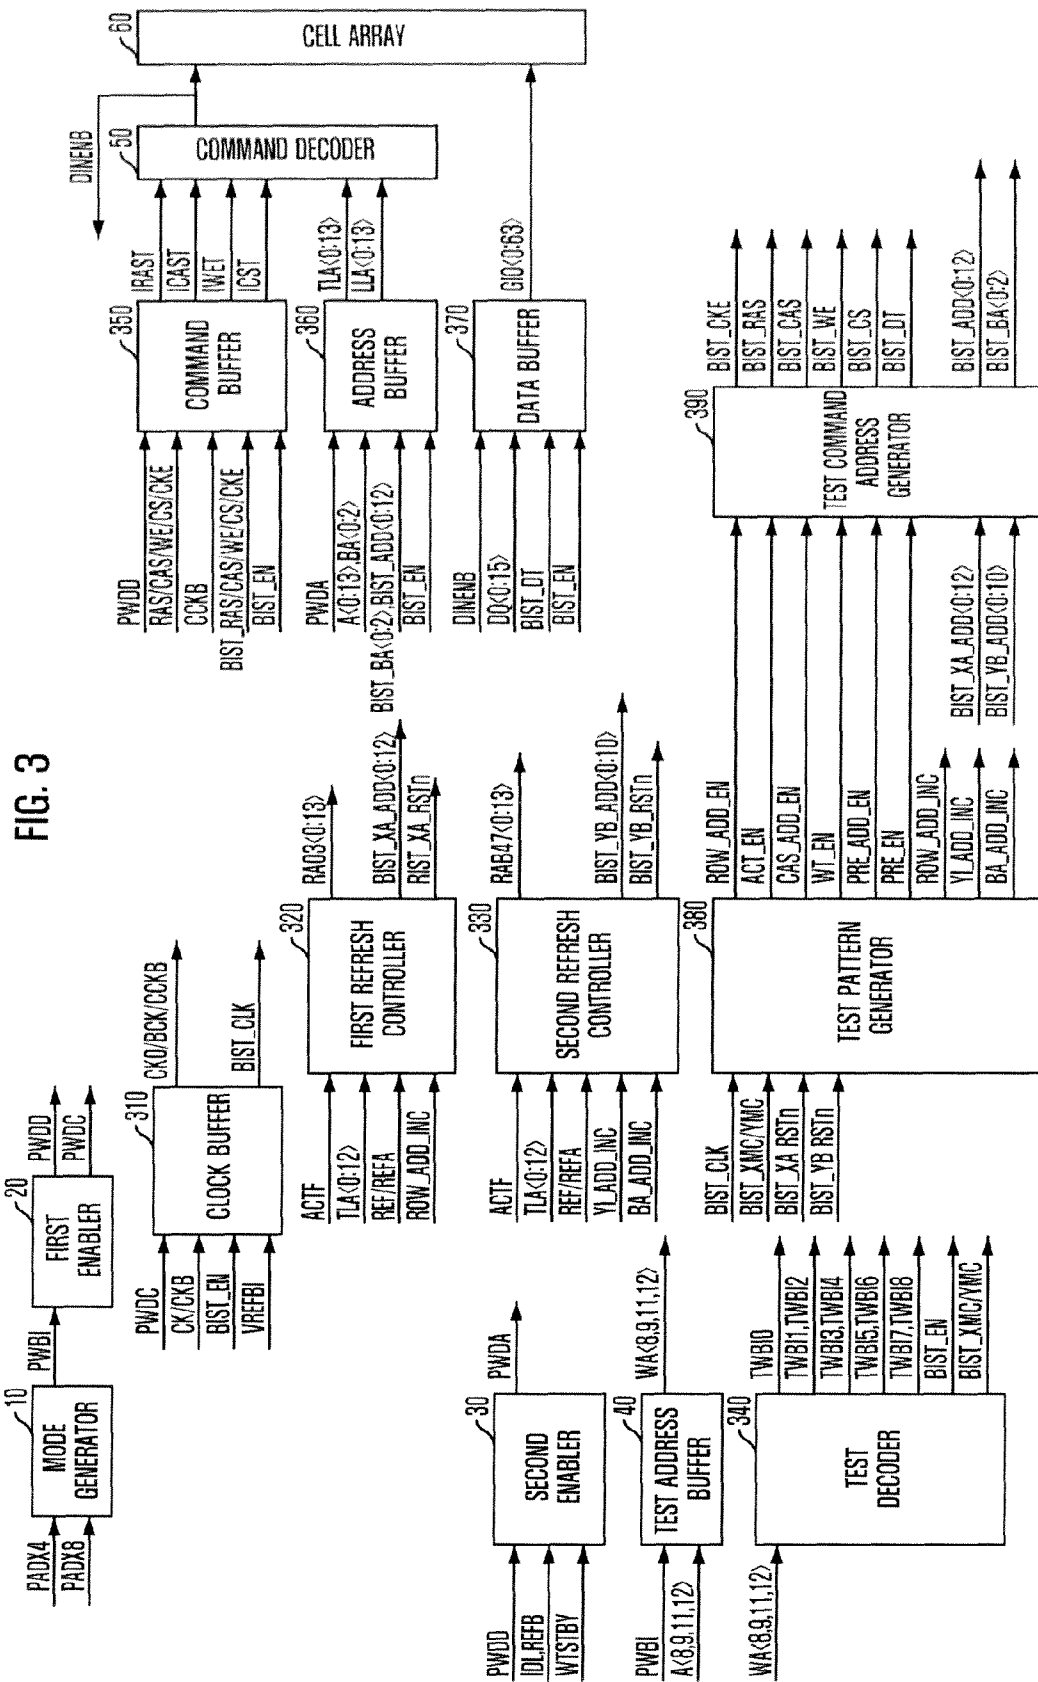 FIG. 3
PADX4
PADX8
10
MODE
GENERATOR
PWBI
20
FIRST
ENABLER
PWDD
PWDC
PWDC
CK/CKB
BIST_EN
VREFBI
310
CLOCK BUFFER
CK0/BCK/CCKB
BIST_CLK
ACTF
TLA<0:12>
REF/REFA
ROW_ADD_INC
320
FIRST REFRESH
CONTROLLER
RA03<0:13>
BIST_XA_ADD<0:12>
RIST_XA_RSTn
ACTF
TLA<0:12>
REF/REFA
YI_ADD_INC
BA_ADD_INC
330
SECOND REFRESH
CONTROLLER
RAB47<0:13>
BIST_YB_ADD<0:10>
BIST_YB_RSTn
PWDD
IDL,REFB
WTSTBY
30
SECOND
ENABLER
PWDA
PWBI
A<8,9,11,12>
40
TEST ADDRESS
BUFFER
WA<8,9,11,12>
WA<8,9,11,12>
340
TEST
DECODER
TWBI0
TWBI1,TWBI2
TWBI3,TWBI4
TWBI5,TWBI6
TWBI7,TWBI8
BIST_EN
BIST_XMC/YMC
BIST_CLK
BIST_XMC/YMC
BIST_XA_RSTn
BIST_YB_RSTn
380
TEST PATTERN
GENERATOR
ROW_ADD_EN
ACT_EN
CAS_ADD_EN
WT_EN
PRE_ADD_EN
PRE_EN
ROW_ADD_INC
YI_ADD_INC
BA_ADD_INC
BIST_XA_ADD<0:12>
BIST_YB_ADD<0:10>
390
TEST COMMAND
ADDRESS
GENERATOR
BIST_CKE
BIST_RAS
BIST_CAS
BIST_WE
BIST_CS
BIST_DT
BIST_ADD<0:12>
BIST_BA<0:2>
PWDD
RAS/CAS/WE/CS/CKE
CCKB
BIST_RAS/CAS/WE/CS/CKE
BIST_EN
350
COMMAND
BUFFER
IRAST
ICAST
IWET
ICST
PWDA
A<0:13>,BA<0:2>
BIST_BA<0:2>,BIST_ADD<0:12>
BIST_EN
360
ADDRESS
BUFFER
TLA<0:13>
LLA<0:13>
DINENB
DQ<0:15>
BIST_DT
BIST_EN
370
DATA BUFFER
GIO<0:63>
DINENB
50
COMMAND DECODER
60
CELL ARRAY